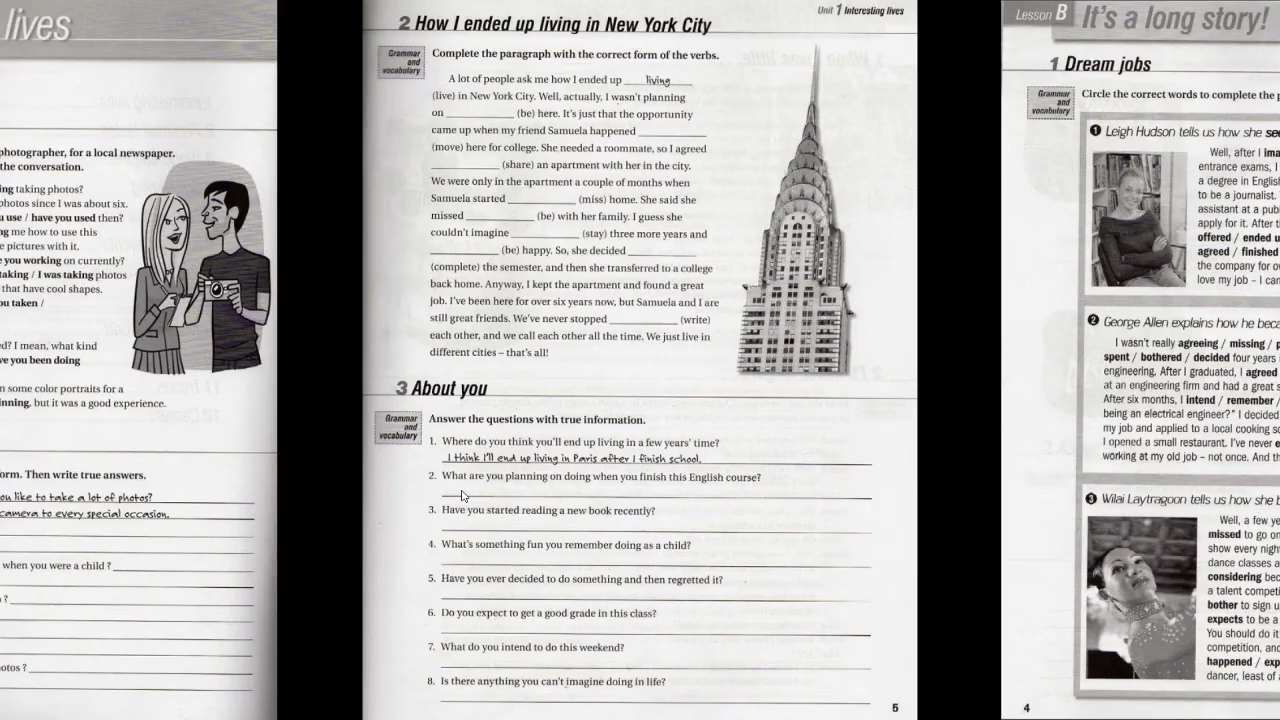 lives
photographer, for a local newspaper.
the conversation.
ing taking photos?
photos since I was about six.
u use / have you used then?
ng me how to use this
e pictures with it.
e you working on currently?
taking / I was taking photos
that have cool shapes.
ou taken /
ed? I mean, what kind
ve you been doing
n some color portraits for a
inning, but it was a good experience.
orm. Then write true answers.
ou like to take a lot of photos?
camera to every special occasion.
when you were a child ?
?
otos ?
Unit 1 Interesting lives
2 How I ended up living in New York City
Grammar
and
vocabulary
Complete the paragraph with the correct form of the verbs.
A lot of people ask me how I ended up living
(live) in New York City. Well, actually, I wasn't planning
on ____________ (be) here. It's just that the opportunity
came up when my friend Samuela happened ____________
(move) here for college. She needed a roommate, so I agreed
____________ (share) an apartment with her in the city.
We were only in the apartment a couple of months when
Samuela started ____________ (miss) home. She said she
missed ____________ (be) with her family. I guess she
couldn't imagine ____________ (stay) three more years and
____________ (be) happy. So, she decided ____________
(complete) the semester, and then she transferred to a college
back home. Anyway, I kept the apartment and found a great
job. I've been here for over six years now, but Samuela and I are
still great friends. We've never stopped ____________ (write)
each other, and we call each other all the time. We just live in
different cities – that's all!
3 About you
Grammar
and
vocabulary
Answer the questions with true information.
1. Where do you think you'll end up living in a few years' time?
I think I'll end up living in Paris after I finish school.
2. What are you planning on doing when you finish this English course?
3. Have you started reading a new book recently?
4. What's something fun you remember doing as a child?
5. Have you ever decided to do something and then regretted it?
6. Do you expect to get a good grade in this class?
7. What do you intend to do this weekend?
8. Is there anything you can't imagine doing in life?
5
Lesson B It's a long story!
1 Dream jobs
Grammar
and
vocabulary
Circle the correct words to complete the p
1 Leigh Hudson tells us how she se
Well, after I ima
entrance exams, I
a degree in English
to be a journalist.
assistant at a publ
apply for it. After t
offered / ended u
agreed / finished
the company for o
love my job – I can
2 George Allen explains how he beca
I wasn't really agreeing / missing / p
spent / bothered / decided four years
engineering. After I graduated, I agreed
at an engineering firm and had a great s
After six months, I intend / remember /
being an electrical engineer?" I decided
my job and applied to a local cooking sc
I opened a small restaurant. I've never e
working at my old job – not once. And th
3 Wilai Laytragoon tells us how she b
Well, a few ye
missed to go on
show every nigh
dance classes a
considering bec
a talent competi
bother to sign u
expects to be a
You should do it
competition, and
happened / exp
dancer, least of a
4